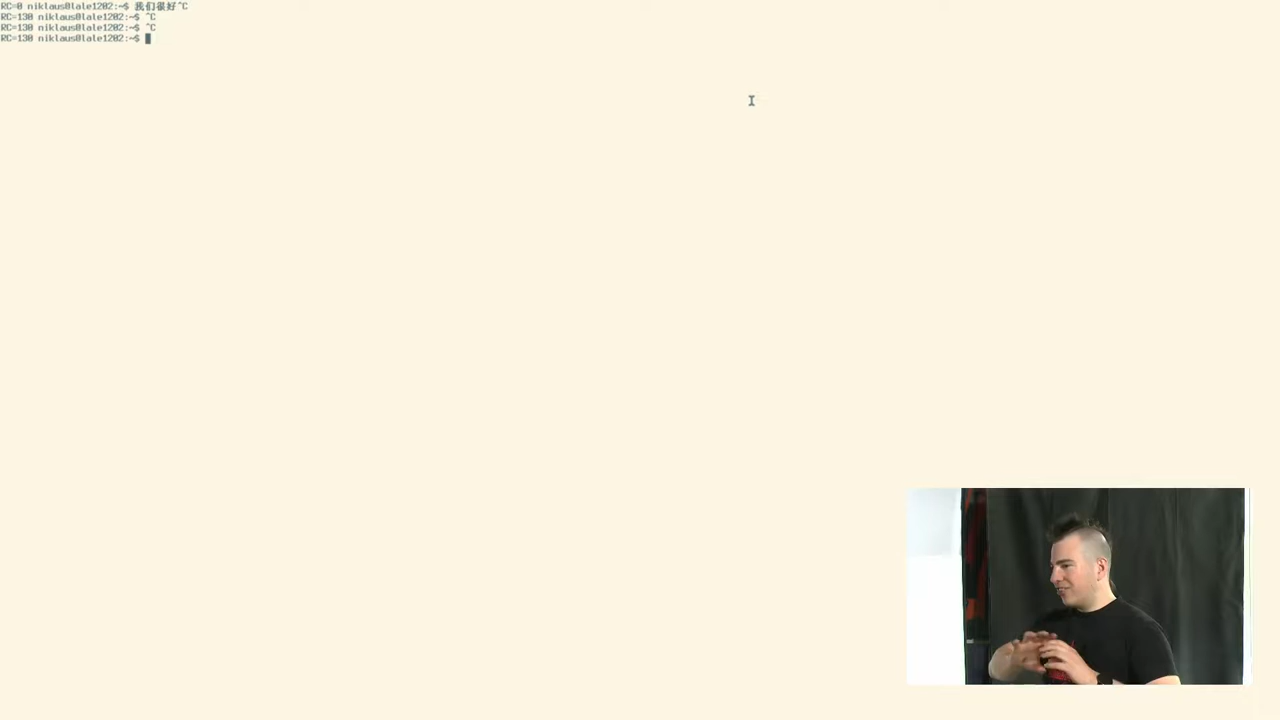 RC=0 niklaus@lale1202:~$ 我们很好^C
RC=130 niklaus@lale1202:~$ ^C
RC=130 niklaus@lale1202:~$ ^C
RC=130 niklaus@lale1202:~$